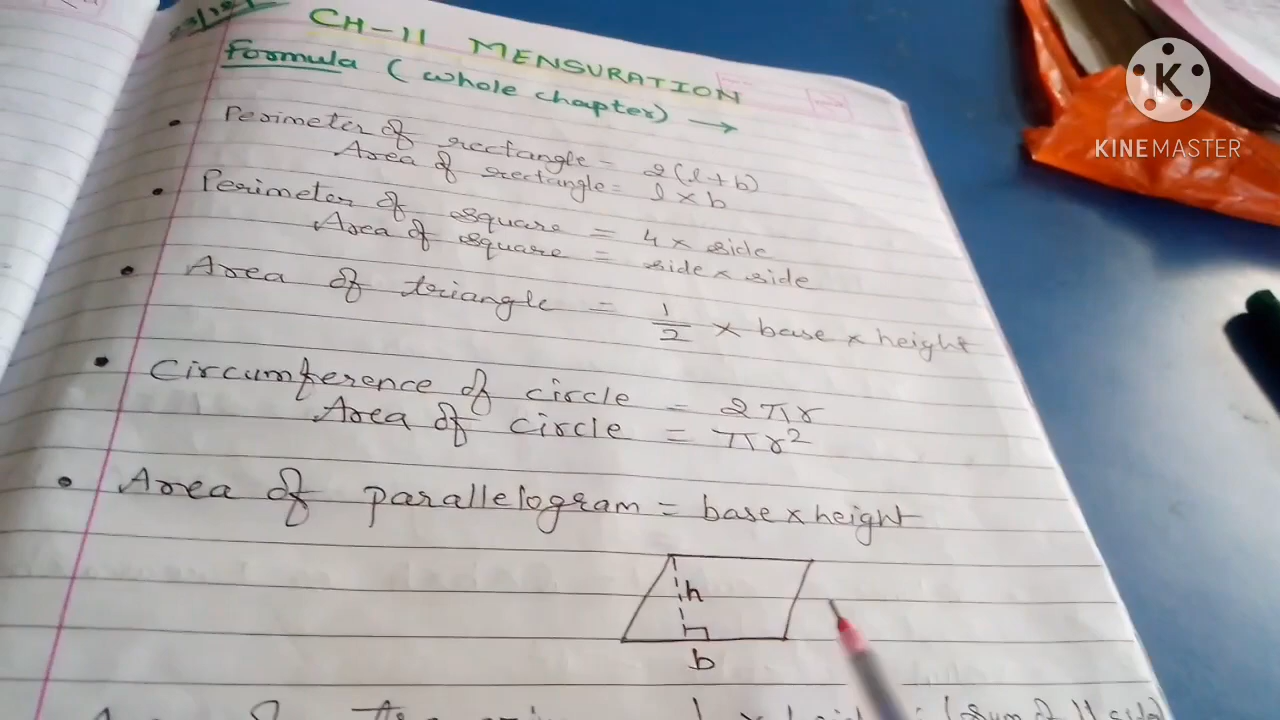 CH-11 MENSURATION
Formula (whole chapter) →
• Perimeter of rectangle = 2(l+b)
Area of rectangle = l×b
• Perimeter of square = 4 × side
Area of square = side × side
• Area of triangle = 1/2 × base × height
• Circumference of circle = 2πr
Area of circle = πr²
• Area of parallelogram = base × height
h
b
K
KINEMASTER